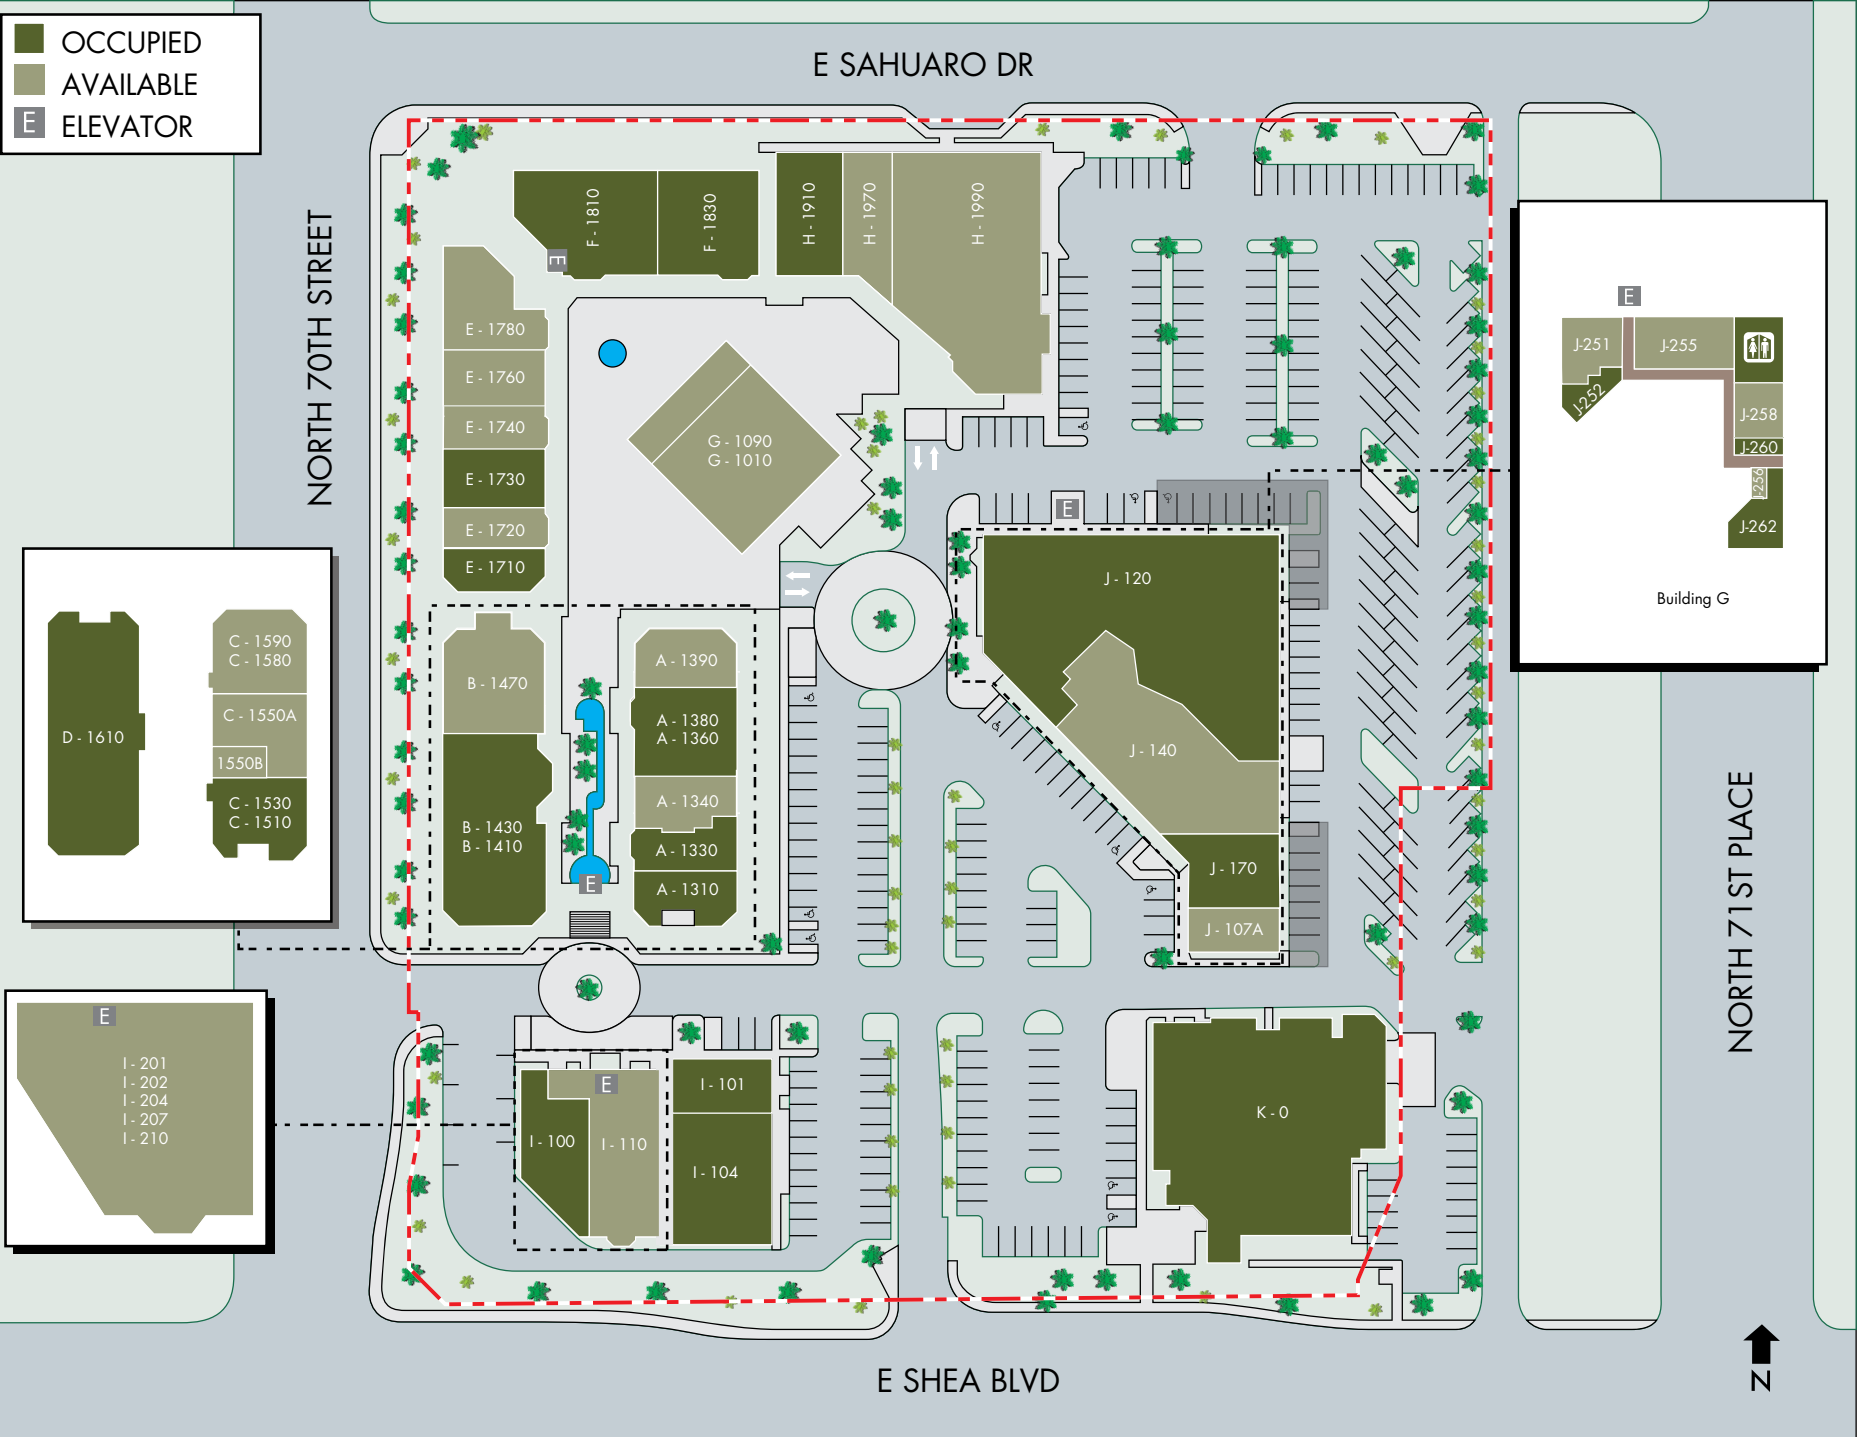 OCCUPIED
AVAILABLE
E ELEVATOR
E SAHUARO DR
NORTH 70TH STREET
NORTH 71ST PLACE
E SHEA BLVD
N
F - 1810
F - 1830
E
H - 1910
H - 1970
H - 1990
E - 1780
E - 1760
E - 1740
E - 1730
E - 1720
E - 1710
G - 1090
G - 1010
E
J - 120
J - 140
J - 170
J - 107A
B - 1470
B - 1430
B - 1410
A - 1390
A - 1380
A - 1360
A - 1340
A - 1330
A - 1310
E
D - 1610
C - 1590
C - 1580
C - 1550A
1550B
C - 1530
C - 1510
E
I - 201
I - 202
I - 204
I - 207
I - 210
E
I - 100
I - 110
I - 101
I - 104
K - 0
E
J-251
J-255
J-252
J-258
J-260
J-256
J-262
Building G